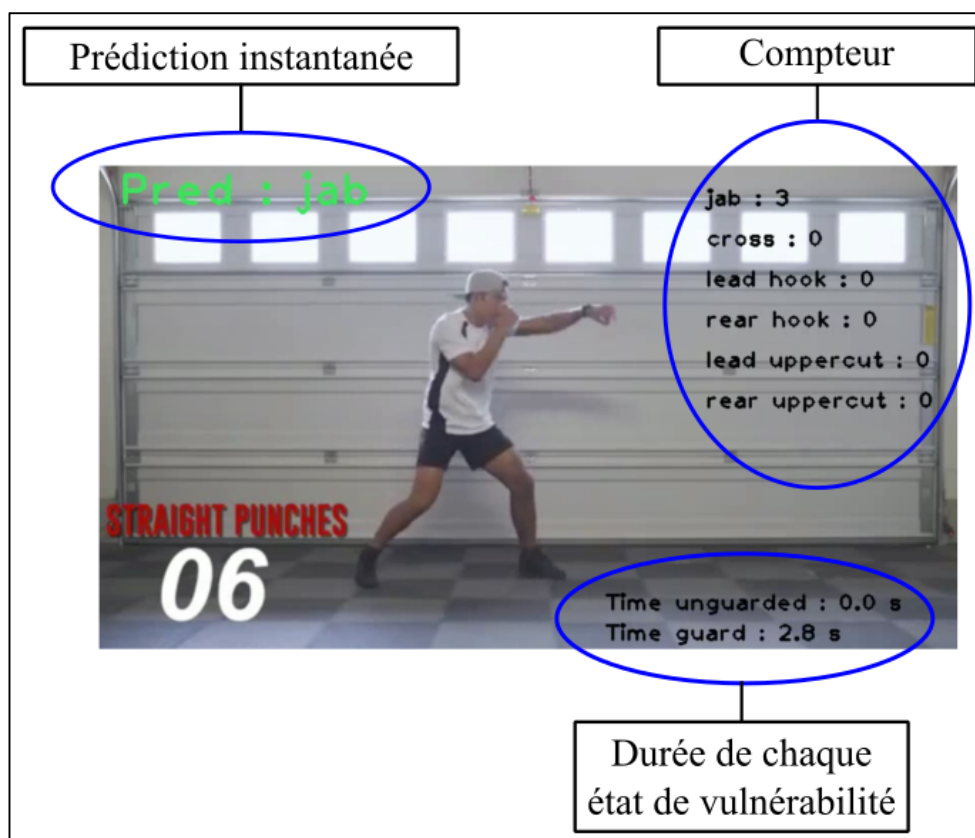 Prédiction instantanée
Compteur
Pred : jab
jab : 3
cross : 0
lead hook : 0
rear hook : 0
lead uppercut : 0
rear uppercut : 0
STRAIGHT PUNCHES
06
Time unguarded : 0.0 s
Time guard : 2.8 s
Durée de chaque
état de vulnérabilité